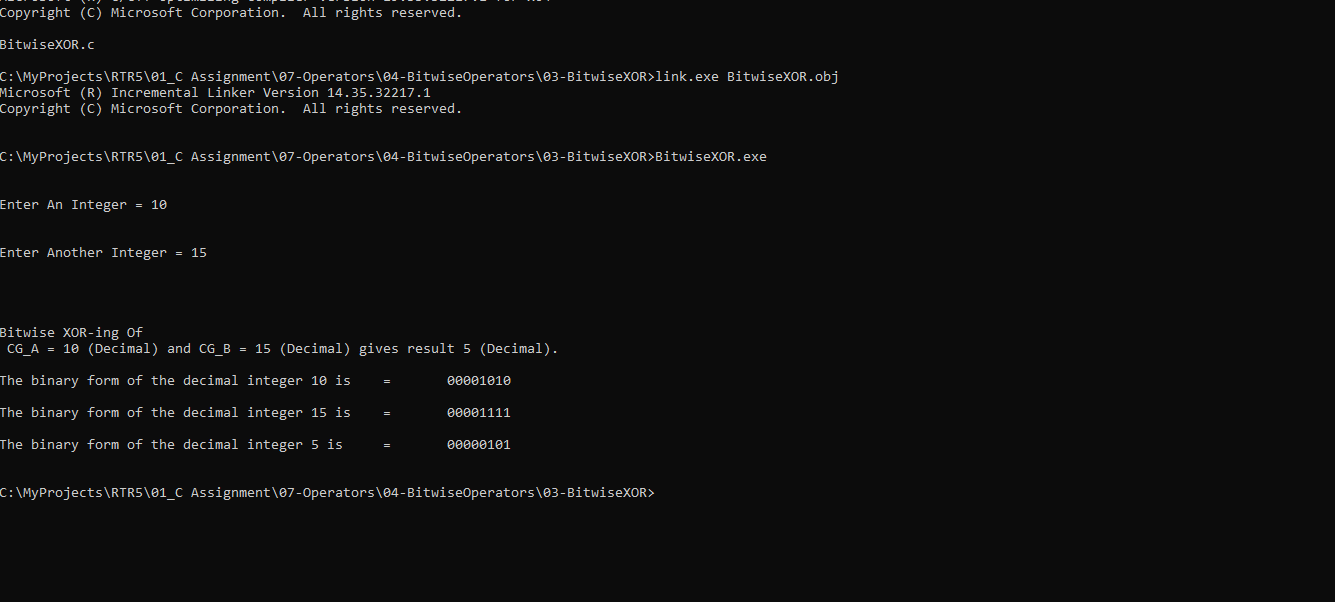 Copyright (C) Microsoft Corporation.  All rights reserved.
BitwiseXOR.c
C:\MyProjects\RTR5\01_C Assignment\07-Operators\04-BitwiseOperators\03-BitwiseXOR>link.exe BitwiseXOR.obj
Microsoft (R) Incremental Linker Version 14.35.32217.1
Copyright (C) Microsoft Corporation.  All rights reserved.
C:\MyProjects\RTR5\01_C Assignment\07-Operators\04-BitwiseOperators\03-BitwiseXOR>BitwiseXOR.exe
Enter An Integer = 10
Enter Another Integer = 15
Bitwise XOR-ing Of
 CG_A = 10 (Decimal) and CG_B = 15 (Decimal) gives result 5 (Decimal).
The binary form of the decimal integer 10 is    =       00001010
The binary form of the decimal integer 15 is    =       00001111
The binary form of the decimal integer 5 is     =       00000101
C:\MyProjects\RTR5\01_C Assignment\07-Operators\04-BitwiseOperators\03-BitwiseXOR>